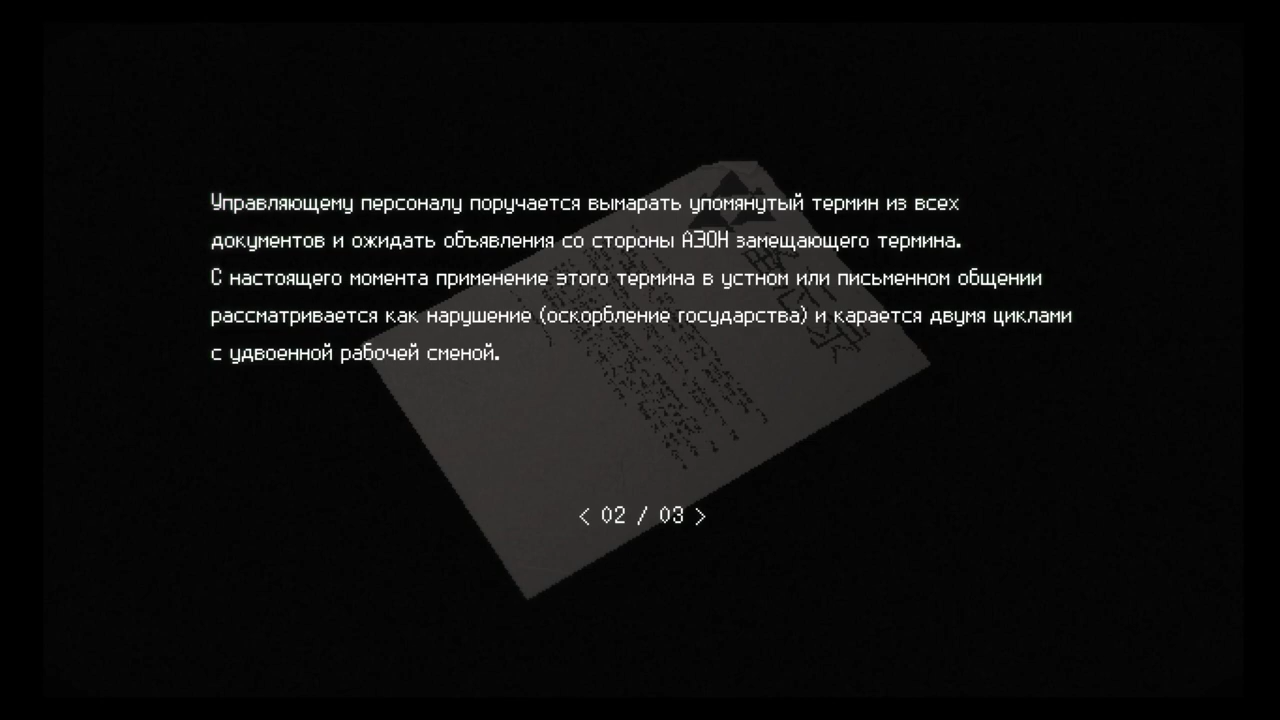 Управляющему персоналу поручается вымарать упомянутый термин из всех
документов и ожидать объявления со стороны АЭОН замещающего термина.
С настоящего момента применение этого термина в устном или письменном общении
рассматривается как нарушение (оскорбление государства) и карается двумя циклами
с удвоенной рабочей сменой.
< 02 / 03 >